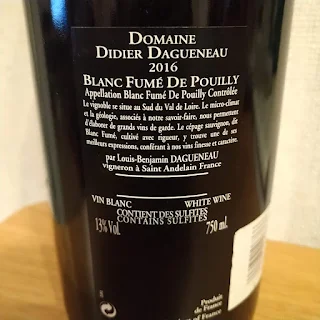 DOMAINE
DIDIER DAGUENEAU
2016
BLANC FUMÉ DE POUILLY
Appellation Blanc Fumé De Pouilly Contrôlée
Le vignoble se situe au Sud du Val de Loire. Le micro-climat
et la géologie, associés à notre savoir-faire, nous permettent
d'élaborer de grands vins de garde. Le cépage sauvignon, dit
Blanc Fumé, cultivé avec rigueur, y trouve une de ses
meilleurs expressions, conférant à nos vins finesse et caractère.
par Louis-Benjamin DAGUENEAU
vigneron à Saint Andelain France
VIN BLANC WHITE WINE
CONTIENT DES SULFITES
13% Vol. CONTAINS SULFITES 750 ml.
Produit
de France
of France